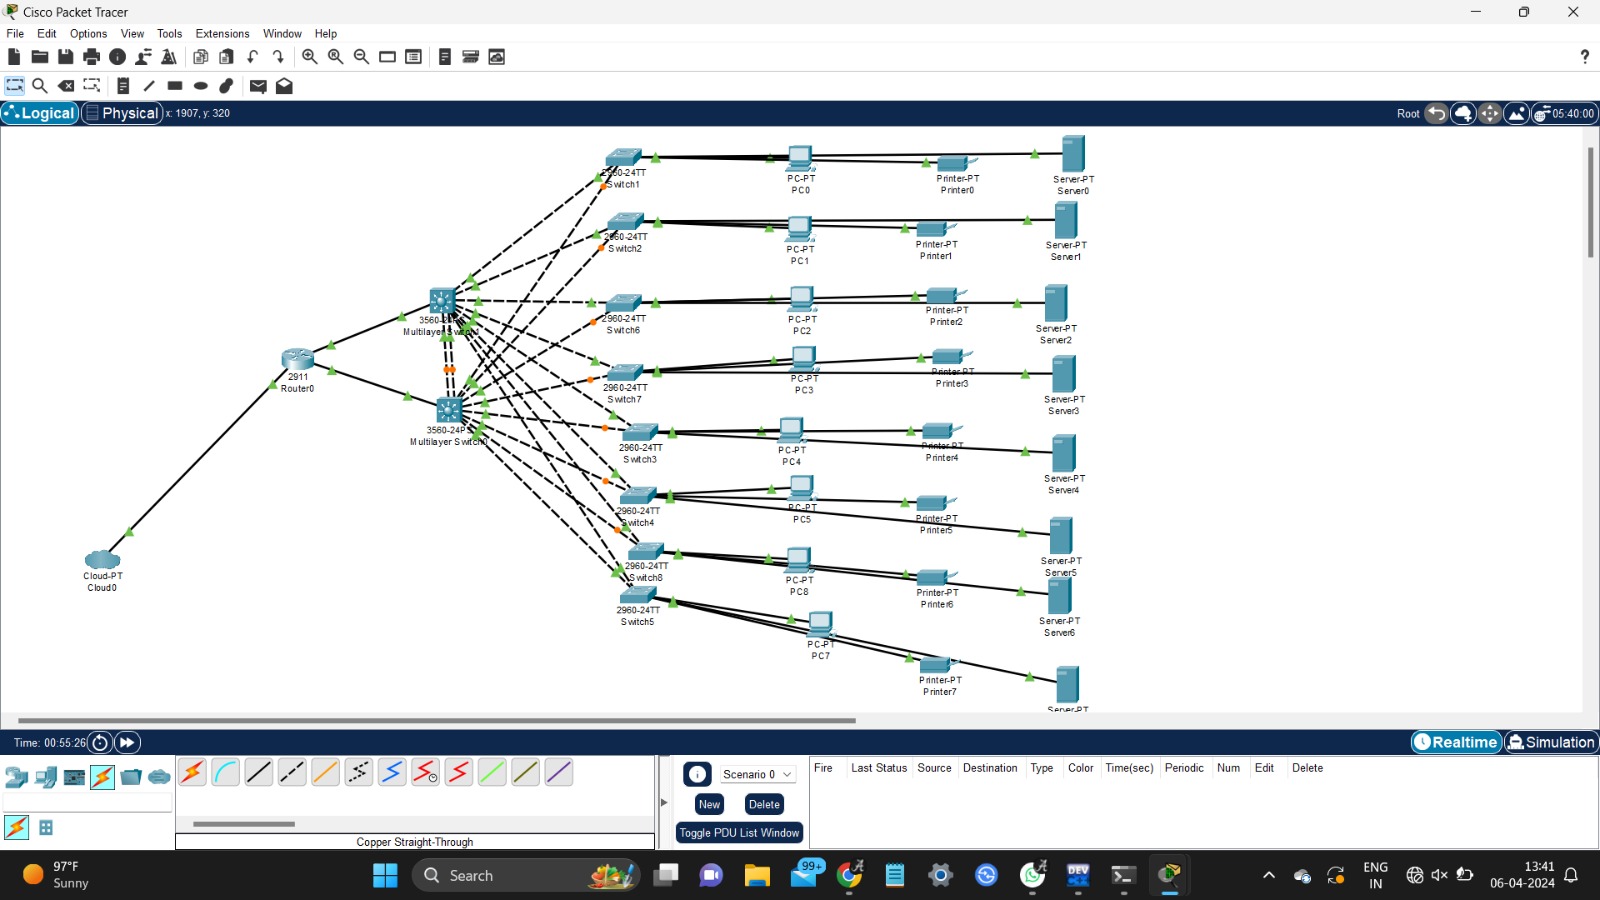 Cisco Packet Tracer
File Edit Options View Tools Extensions Window Help
?
Logical Physical x: 1907, y: 320 Root 05:40:00
2960-24TT
Switch1
PC-PT
PC0
Printer-PT
Printer0
Server-PT
Server0
2960-24TT
Switch2
PC-PT
PC1
Printer-PT
Printer1
Server-PT
Server1
3560-24PS
Multilayer Switch1
2960-24TT
Switch6
PC-PT
PC2
Printer-PT
Printer2
Server-PT
Server2
2911
Router0
2960-24TT
Switch7
PC-PT
PC3
Printer-PT
Printer3
Server-PT
Server3
3560-24PS
Multilayer Switch0
2960-24TT
Switch3
PC-PT
PC4
Printer-PT
Printer4
Server-PT
Server4
2960-24TT
Switch4
PC-PT
PC5
Printer-PT
Printer5
Server-PT
Server5
Cloud-PT
Cloud0
2960-24TT
Switch8
PC-PT
PC8
Printer-PT
Printer6
Server-PT
Server6
2960-24TT
Switch5
PC-PT
PC7
Printer-PT
Printer7
Server-PT
Time: 00:55:26 Realtime Simulation
Scenario 0
New Delete
Toggle PDU List Window
Fire Last Status Source Destination Type Color Time(sec) Periodic Num Edit Delete
Copper Straight-Through
97°F
Sunny
Search
99+
DEV
ENG
IN
13:41
06-04-2024